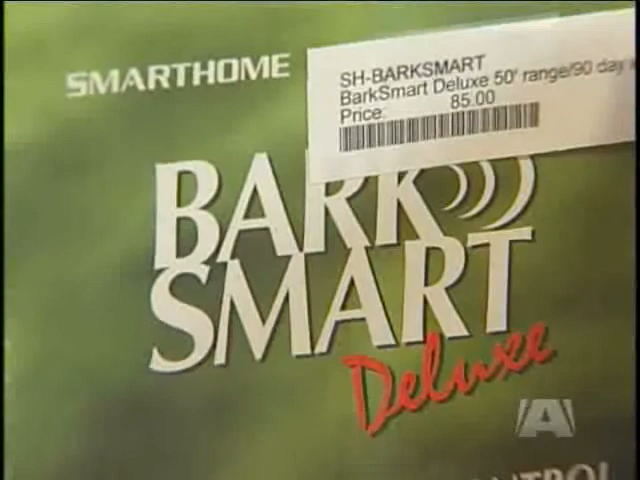 SMARTHOME
SH-BARKSMART
BarkSmart Deluxe 50' range/90 day
Price: 85.00
BARK
SMART
Deluxe
A